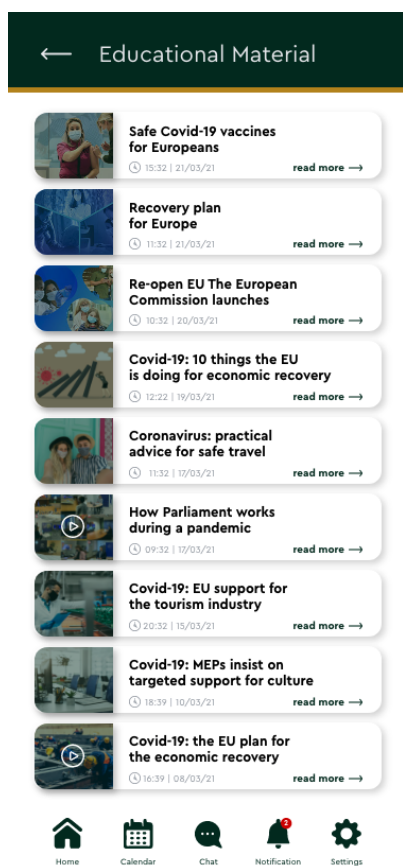 Educational Material
Safe Covid-19 vaccines
for Europeans
15:32 | 21/03/21
read more
Recovery plan
for Europe
11:32 | 21/03/21
read more
Re-open EU The European
Commission launches
10:32 | 20/03/21
read more
Covid-19: 10 things the EU
is doing for economic recovery
12:22 | 19/03/21
read more
Coronavirus: practical
advice for safe travel
11:32 | 17/03/21
read more
How Parliament works
during a pandemic
09:32 | 17/03/21
read more
Covid-19: EU support for
the tourism industry
20:32 | 15/03/21
read more
Covid-19: MEPs insist on
targeted support for culture
18:39 | 10/03/21
read more
Covid-19: the EU plan for
the economic recovery
16:39 | 08/03/21
read more
2
Home
Calendar
Chat
Notification
Settings